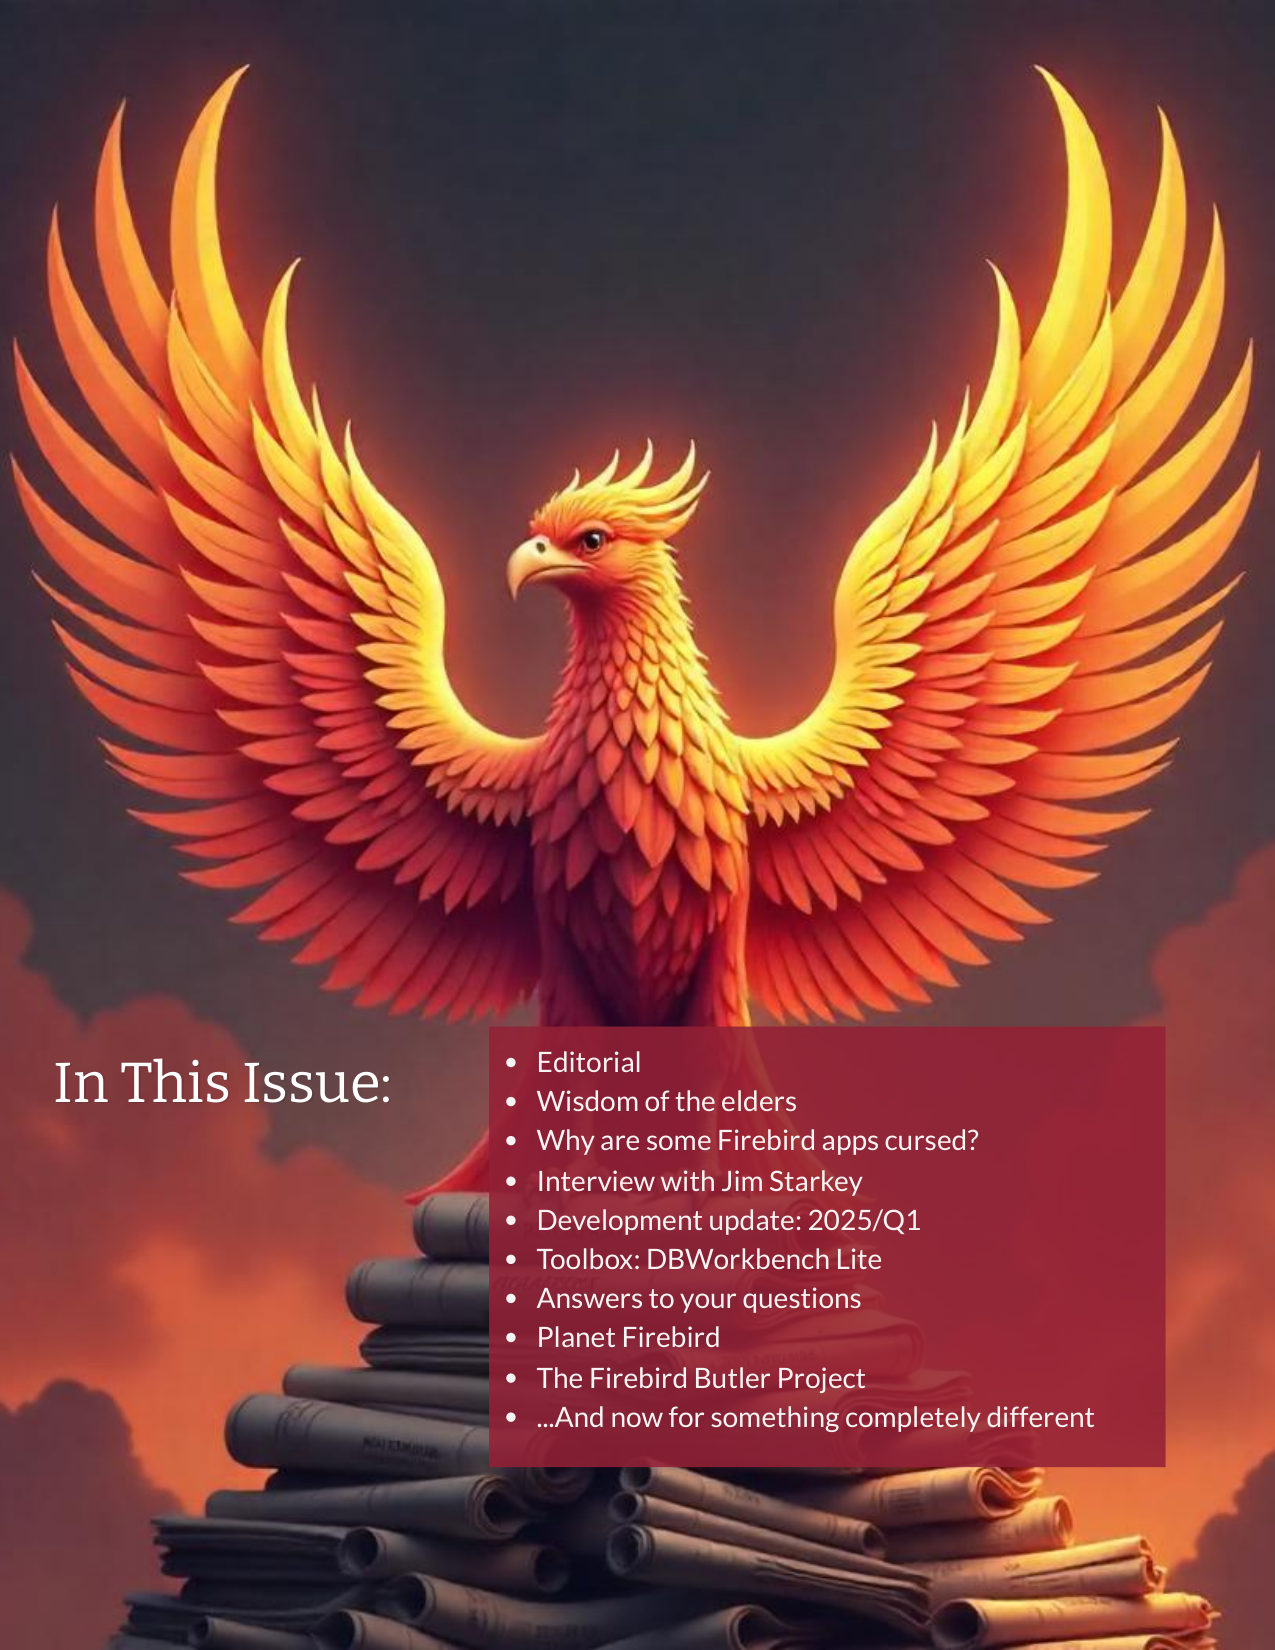 In This Issue:
• Editorial
• Wisdom of the elders
• Why are some Firebird apps cursed?
• Interview with Jim Starkey
• Development update: 2025/Q1
• Toolbox: DBWorkbench Lite
• Answers to your questions
• Planet Firebird
• The Firebird Butler Project
• ...And now for something completely different